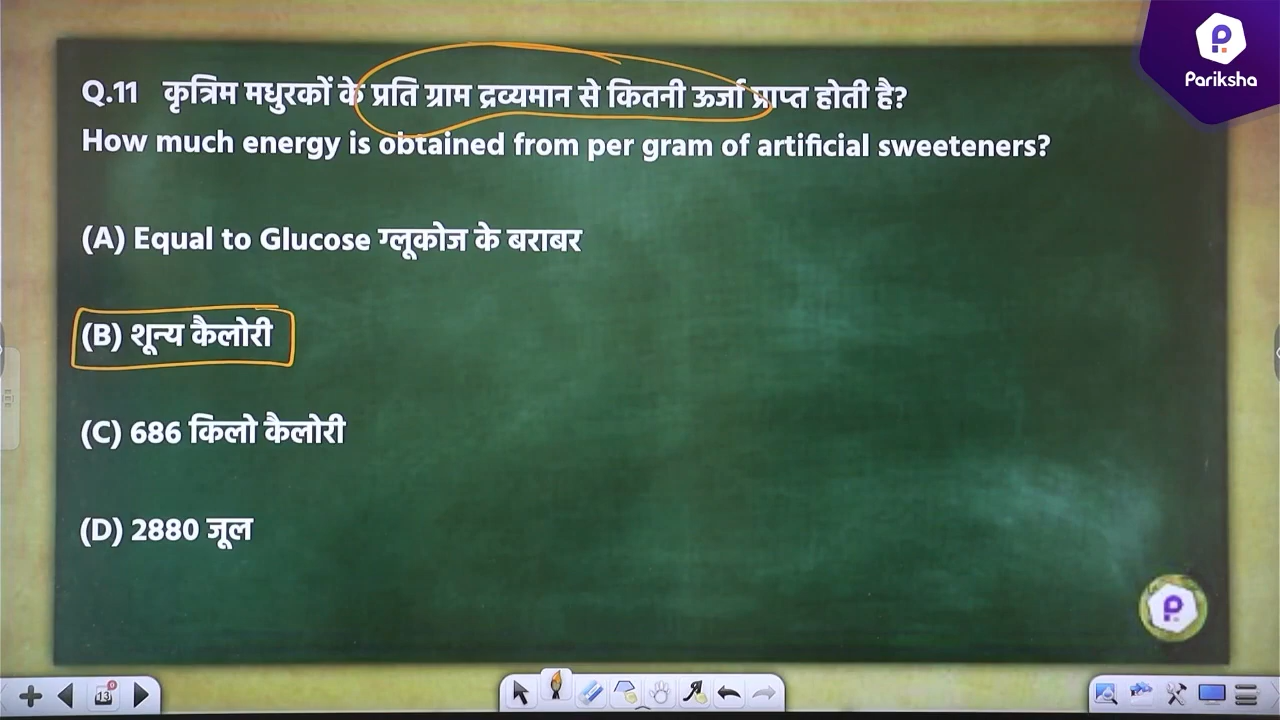 Pariksha
Q.11 कृत्रिम मधुरकों के प्रति ग्राम द्रव्यमान से कितनी ऊर्जा प्राप्त होती है?
How much energy is obtained from per gram of artificial sweeteners?
(A) Equal to Glucose ग्लूकोज के बराबर
(B) शून्य कैलोरी
(C) 686 किलो कैलोरी
(D) 2880 जूल
13